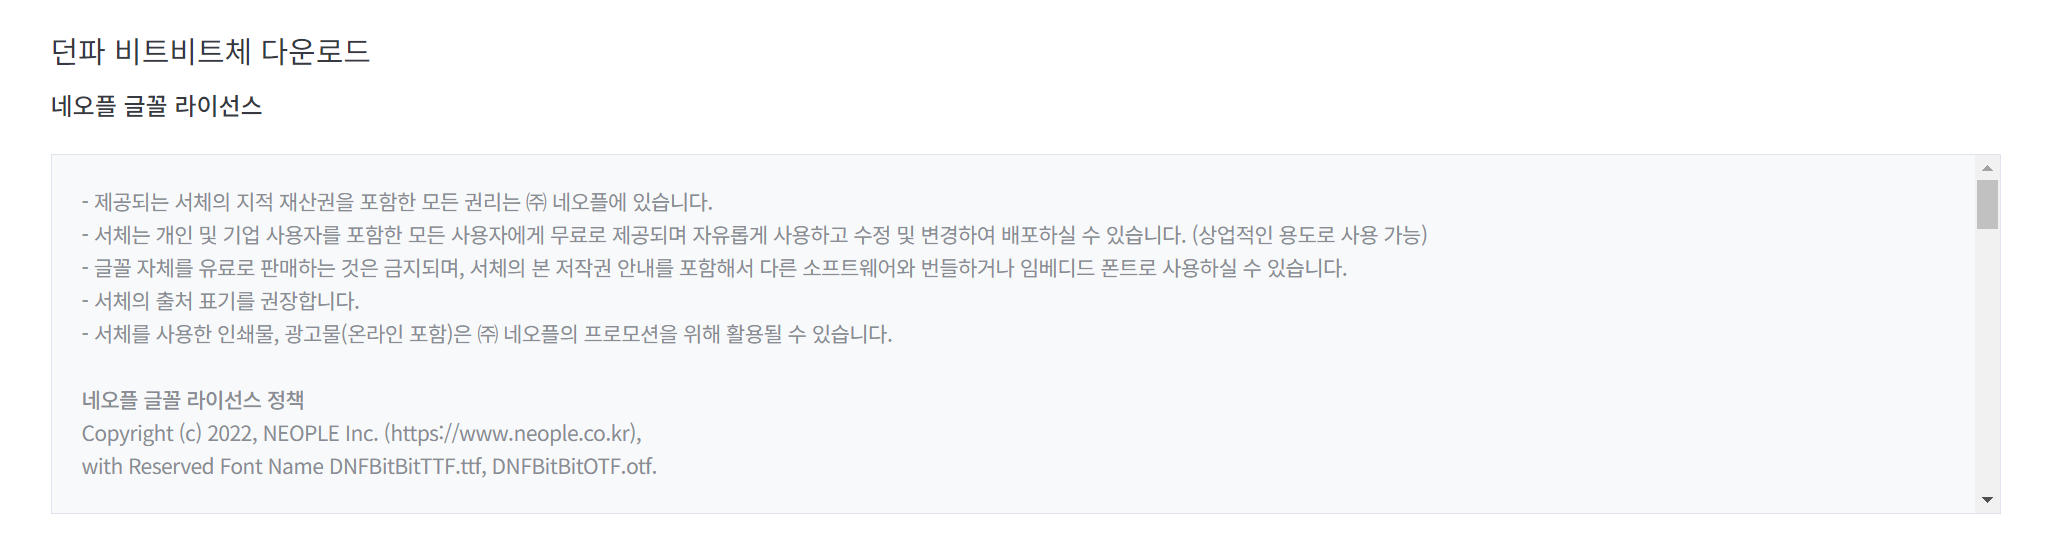 던파 비트비트체 다운로드
네오플 글꼴 라이선스
- 제공되는 서체의 지적 재산권을 포함한 모든 권리는 ㈜ 네오플에 있습니다.
- 서체는 개인 및 기업 사용자를 포함한 모든 사용자에게 무료로 제공되며 자유롭게 사용하고 수정 및 변경하여 배포하실 수 있습니다. (상업적인 용도로 사용 가능)
- 글꼴 자체를 유료로 판매하는 것은 금지되며, 서체의 본 저작권 안내를 포함해서 다른 소프트웨어와 번들하거나 임베디드 폰트로 사용하실 수 있습니다.
- 서체의 출처 표기를 권장합니다.
- 서체를 사용한 인쇄물, 광고물(온라인 포함)은 ㈜ 네오플의 프로모션을 위해 활용될 수 있습니다.
네오플 글꼴 라이선스 정책
Copyright (c) 2022, NEOPLE Inc. (https://www.neople.co.kr),
with Reserved Font Name DNFBitBitTTF.ttf, DNFBitBitOTF.otf.